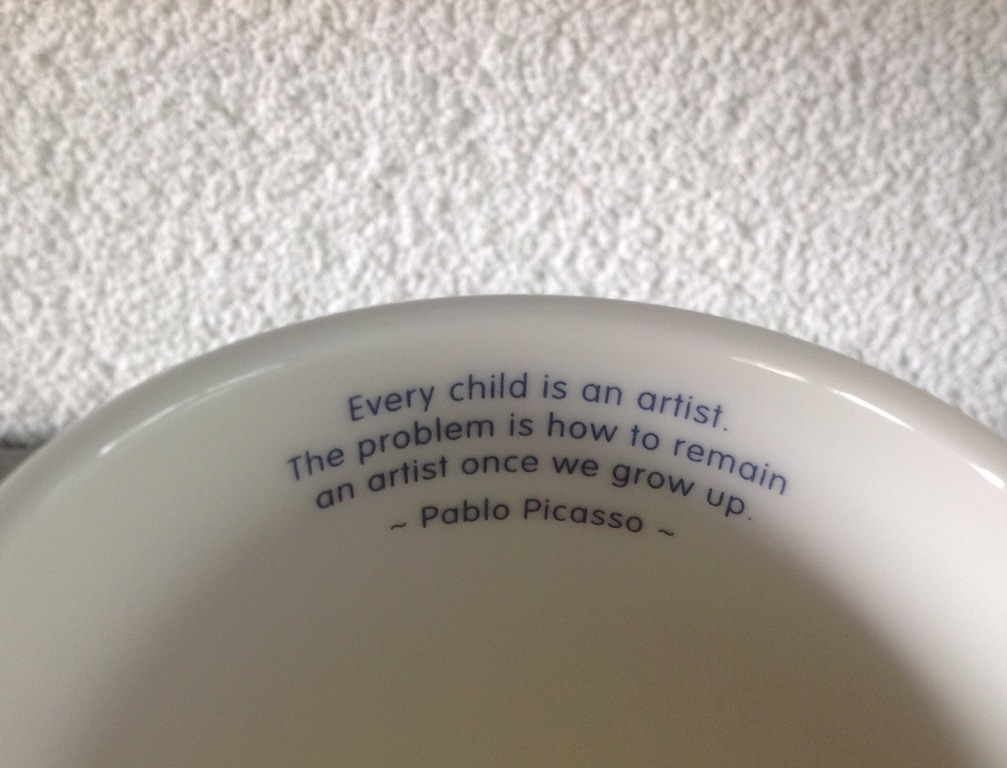 Every child is an artist.
The problem is how to remain
an artist once we grow up.
~ Pablo Picasso ~